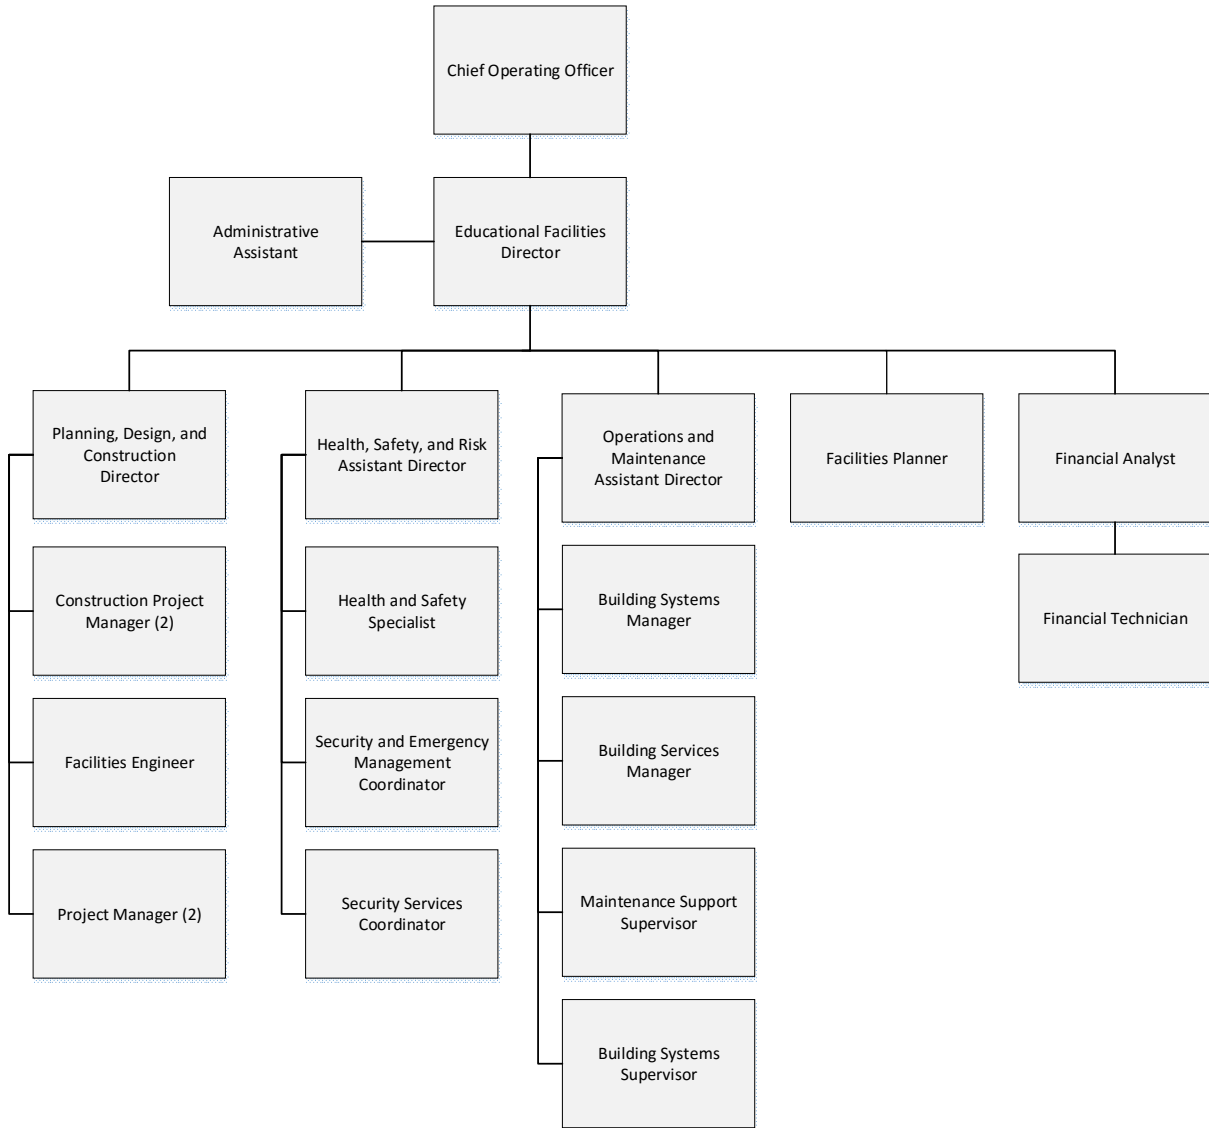 Chief Operating Officer
Administrative
Assistant
Educational Facilities
Director
Planning, Design, and
Construction
Director
Health, Safety, and Risk
Assistant Director
Operations and
Maintenance
Assistant Director
Facilities Planner
Financial Analyst
Construction Project
Manager (2)
Health and Safety
Specialist
Building Systems
Manager
Financial Technician
Facilities Engineer
Security and Emergency
Management
Coordinator
Building Services
Manager
Project Manager (2)
Security Services
Coordinator
Maintenance Support
Supervisor
Building Systems
Supervisor